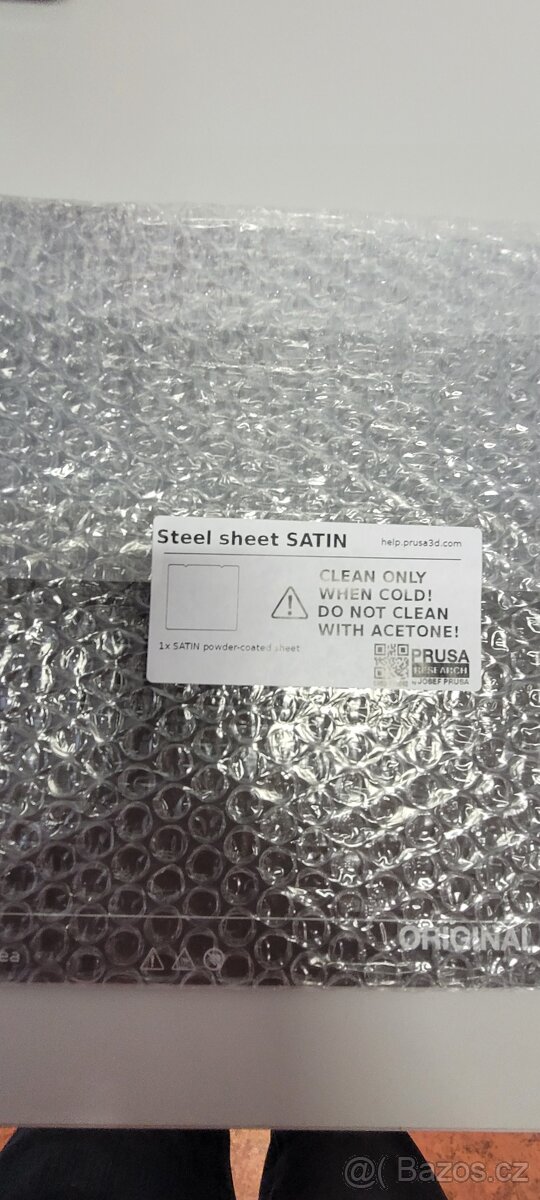 Steel sheet SATIN
help.prusa3d.com
CLEAN ONLY
WHEN COLD!
DO NOT CLEAN
WITH ACETONE!
1x SATIN powder-coated sheet
PRUSA
RESEARCH
by JOSEF PRUSA
ORIGINAL
@ Bazos.cz